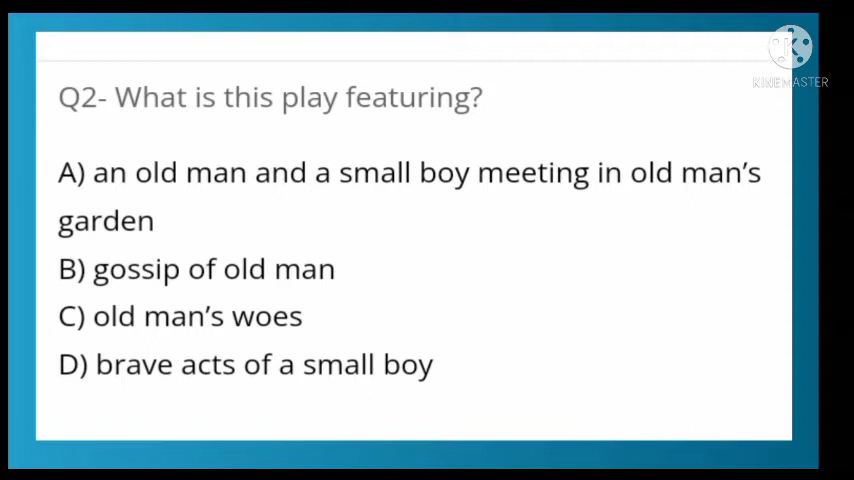 KINEMASTER
Q2- What is this play featuring?
A) an old man and a small boy meeting in old man’s
garden
B) gossip of old man
C) old man’s woes
D) brave acts of a small boy